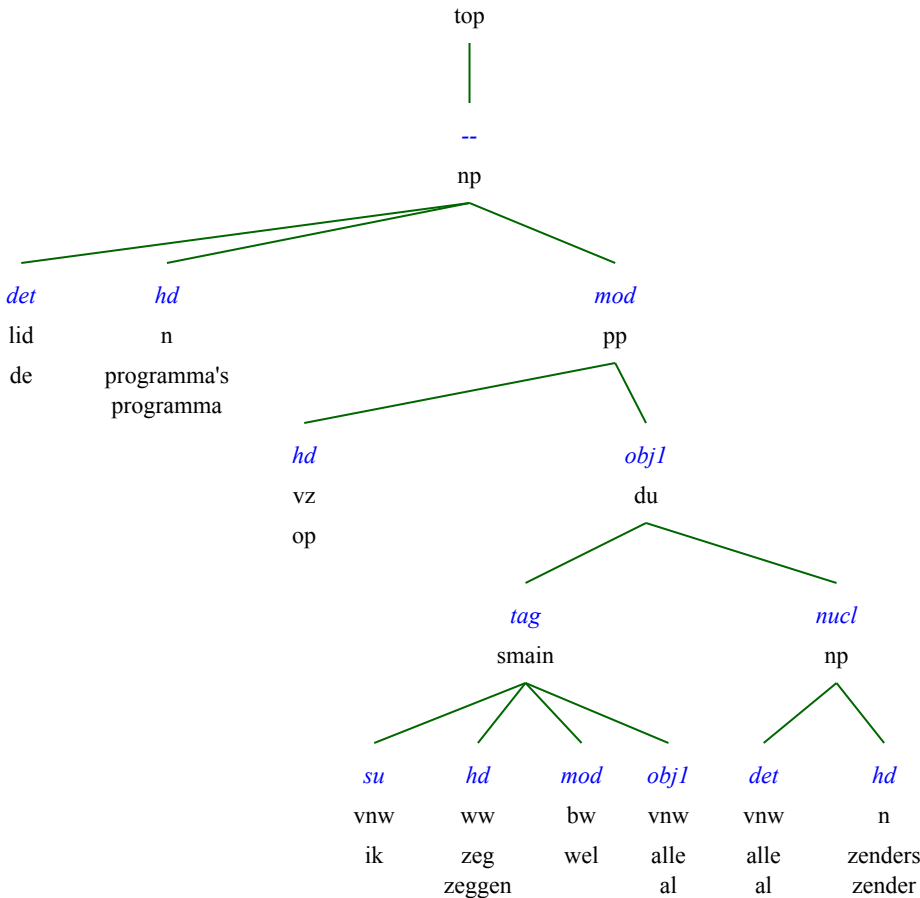 top
--
np
det hd mod
lid n pp
de programma's
programma
hd obj1
vz du
op
tag nucl
smain np
su hd mod obj1 det hd
vnw ww bw vnw vnw n
ik zeg wel alle alle zenders
zeggen al al zender